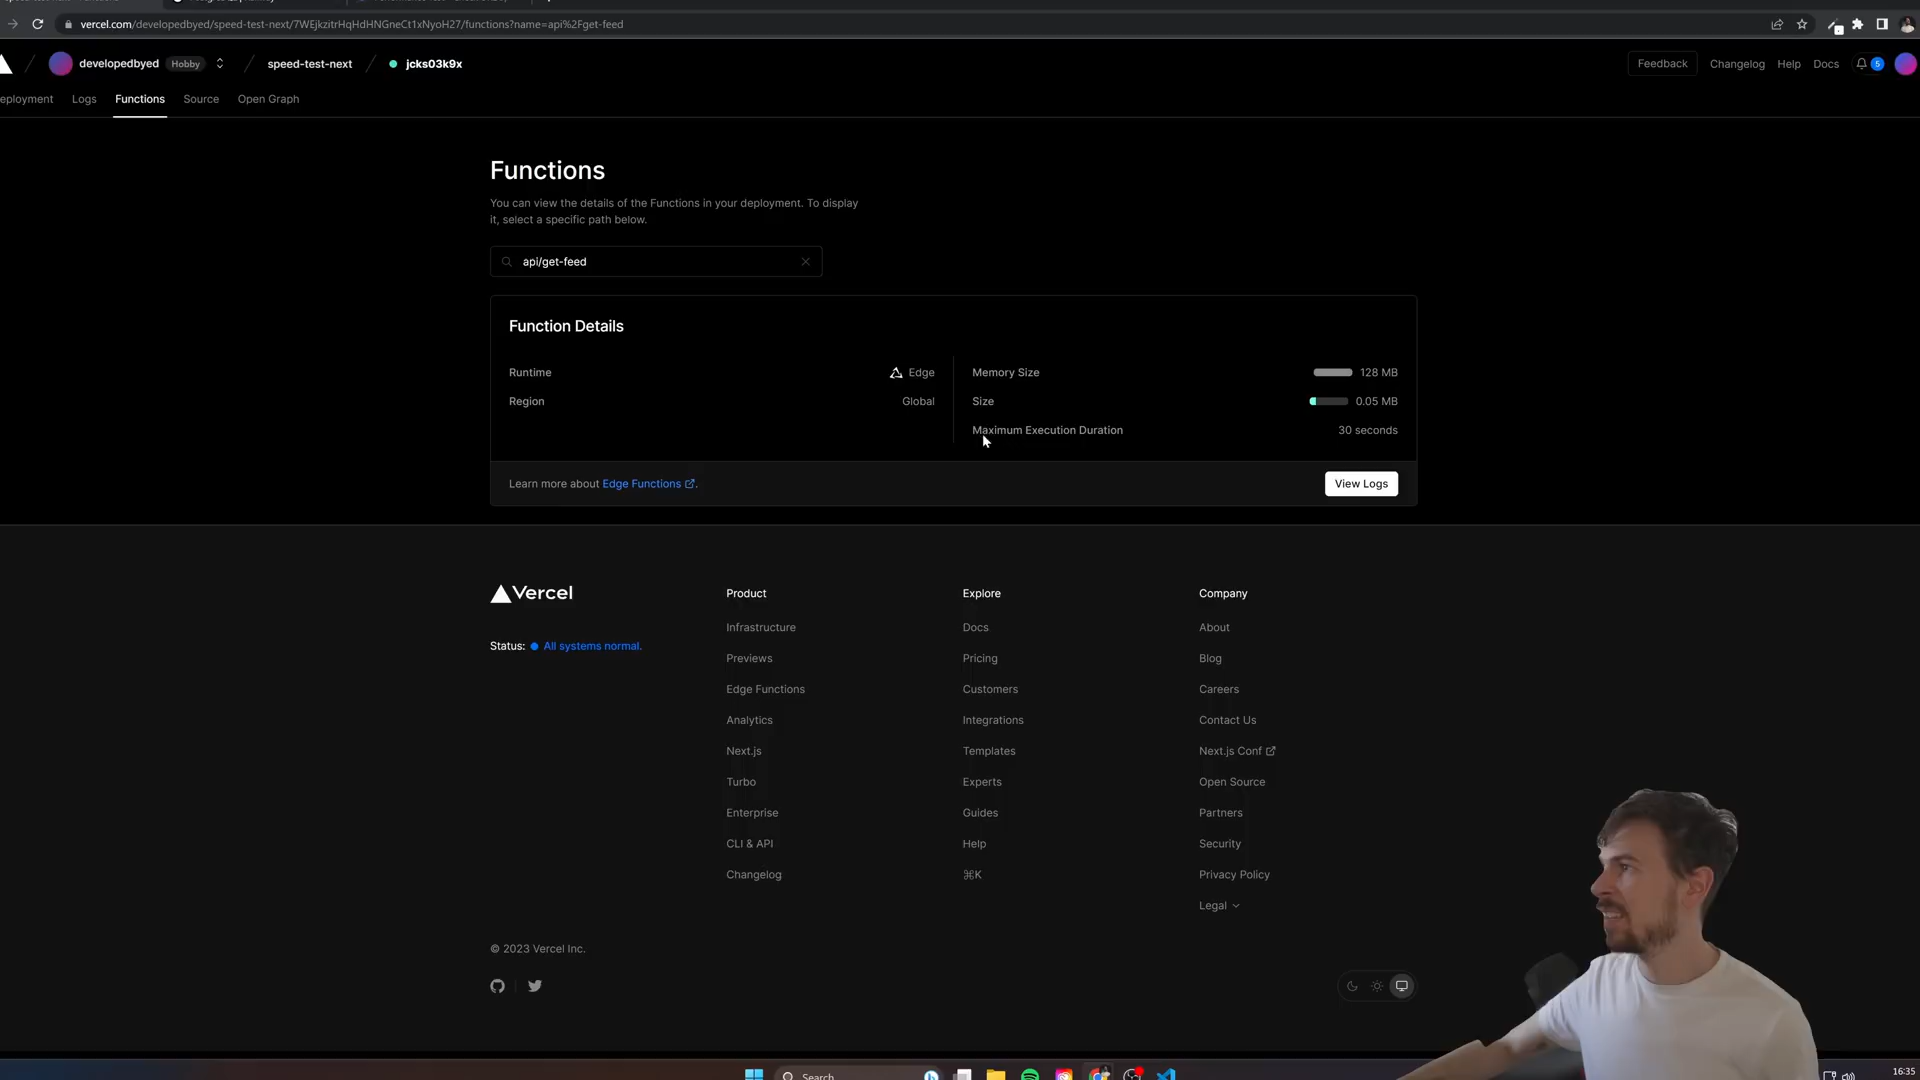 vercel.com/developedbyed/speed-test-next/7WEjkzitrHqHdHNGneCt1xNyoH27/functions?name=api%2Fget-feed
developedbyed Hobby / speed-test-next / jcks03k9x
Feedback Changelog Help Docs 5
eployment Logs Functions Source Open Graph
Functions
You can view the details of the Functions in your deployment. To display
it, select a specific path below.
api/get-feed
Function Details
Runtime Edge
Region Global
Memory Size 128 MB
Size 0.05 MB
Maximum Execution Duration 30 seconds
Learn more about Edge Functions.
View Logs
Vercel
Status: All systems normal.
Product
Infrastructure
Previews
Edge Functions
Analytics
Next.js
Turbo
Enterprise
CLI & API
Changelog
Explore
Docs
Pricing
Customers
Integrations
Templates
Experts
Guides
Help
⌘K
Company
About
Blog
Careers
Contact Us
Next.js Conf
Open Source
Partners
Security
Privacy Policy
Legal
© 2023 Vercel Inc.
Search
16:35